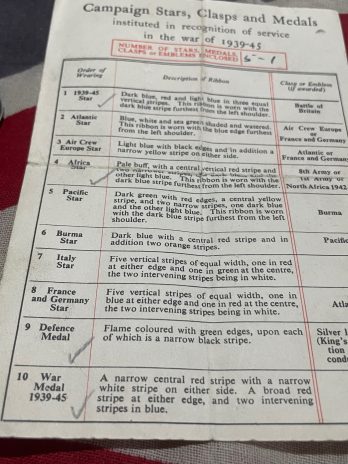 Campaign Stars, Clasps and Medals
instituted in recognition of service
in the war of 1939-45
NUMBER OF STARS, MEDALS,
CLASPS or EMBLEMS ENCLOSED
5-1
Order of
Wearing
Description of Ribbon
Clasp or Emblem
(if awarded)
1 1939-45
Star
Dark blue, red and light blue in three equal
vertical stripes. This ribbon is worn with the
dark blue stripe furthest from the left shoulder.
Battle of
Britain
2 Atlantic
Star
Blue, white and sea green shaded and watered.
This ribbon is worn with the blue edge furthest
from the left shoulder.
Air Crew Europe
or
France and Germany
3 Air Crew
Europe Star
Light blue with black edges and in addition a
narrow yellow stripe on either side.
Atlantic or
France and Germany
4 Africa
Star
Pale buff, with a central vertical red stripe and
two narrower stripes, one dark blue and the
other light blue. This ribbon is worn with the
dark blue stripe furthest from the left shoulder.
8th Army or
1st Army or
North Africa 1942
5 Pacific
Star
Dark green with red edges, a central yellow
stripe, and two narrow stripes, one dark blue
and the other light blue. This ribbon is worn
with the dark blue stripe furthest from the left
shoulder.
Burma
6 Burma
Star
Dark blue with a central red stripe and in
addition two orange stripes.
Pacific
7 Italy
Star
Five vertical stripes of equal width, one in red
at either edge and one in green at the centre,
the two intervening stripes being in white.
8 France
and Germany
Star
Five vertical stripes of equal width, one in
blue at either edge and one in red at the centre,
the two intervening stripes being in white.
Atla
9 Defence
Medal
Flame coloured with green edges, upon each
of which is a narrow black stripe.
Silver l
(King's
tion
cond
10 War
Medal
1939-45
A narrow central red stripe with a narrow
white stripe on either side. A broad red
stripe at either edge, and two intervening
stripes in blue.